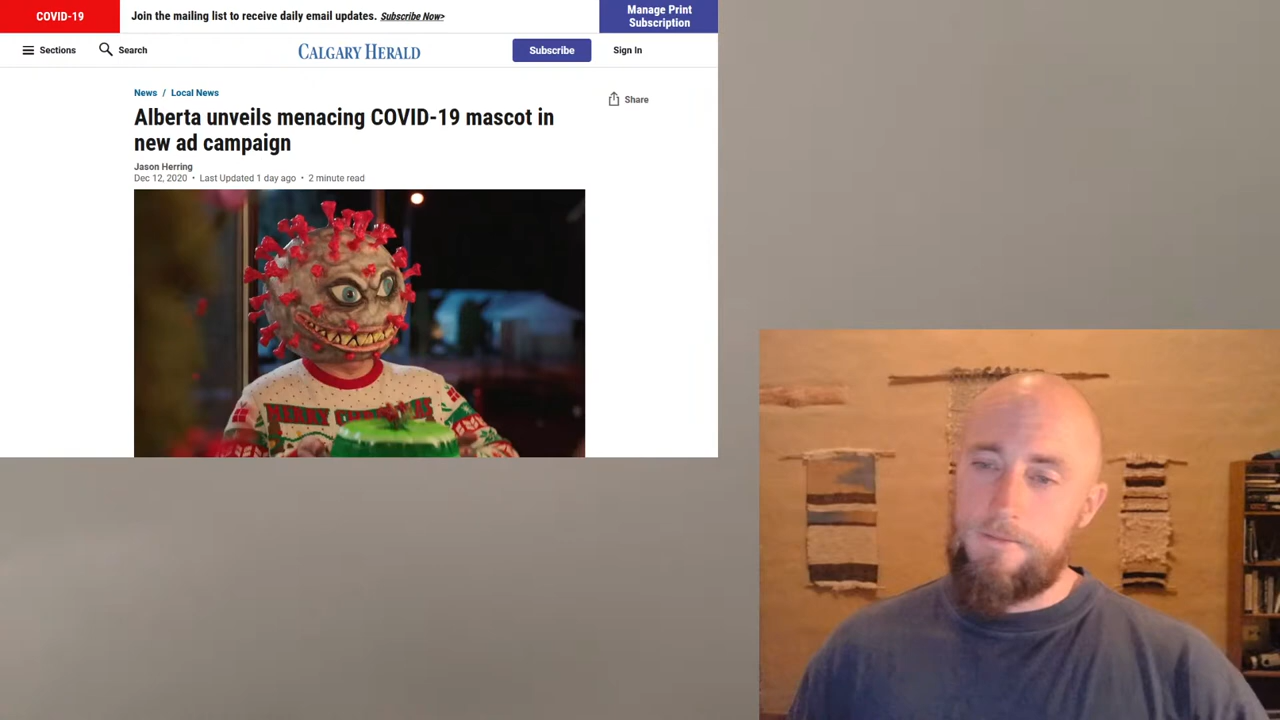 COVID-19
Join the mailing list to receive daily email updates. Subscribe Now>
Manage Print
Subscription
Sections
Search
CALGARY HERALD
Subscribe
Sign In
News / Local News
Share
Alberta unveils menacing COVID-19 mascot in
new ad campaign
Jason Herring
Dec 12, 2020 • Last Updated 1 day ago • 2 minute read
MERRY